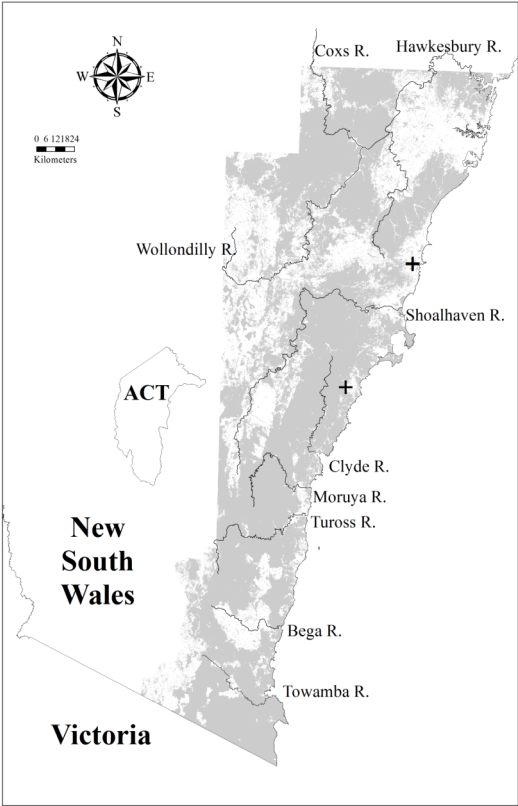 Coxs R.
Hawkesbury R.
N
W
E
S
0 6 121824
Kilometers
Wollondilly R.
Shoalhaven R.
ACT
Clyde R.
Moruya R.
Tuross R.
New
South
Wales
Bega R.
Towamba R.
Victoria